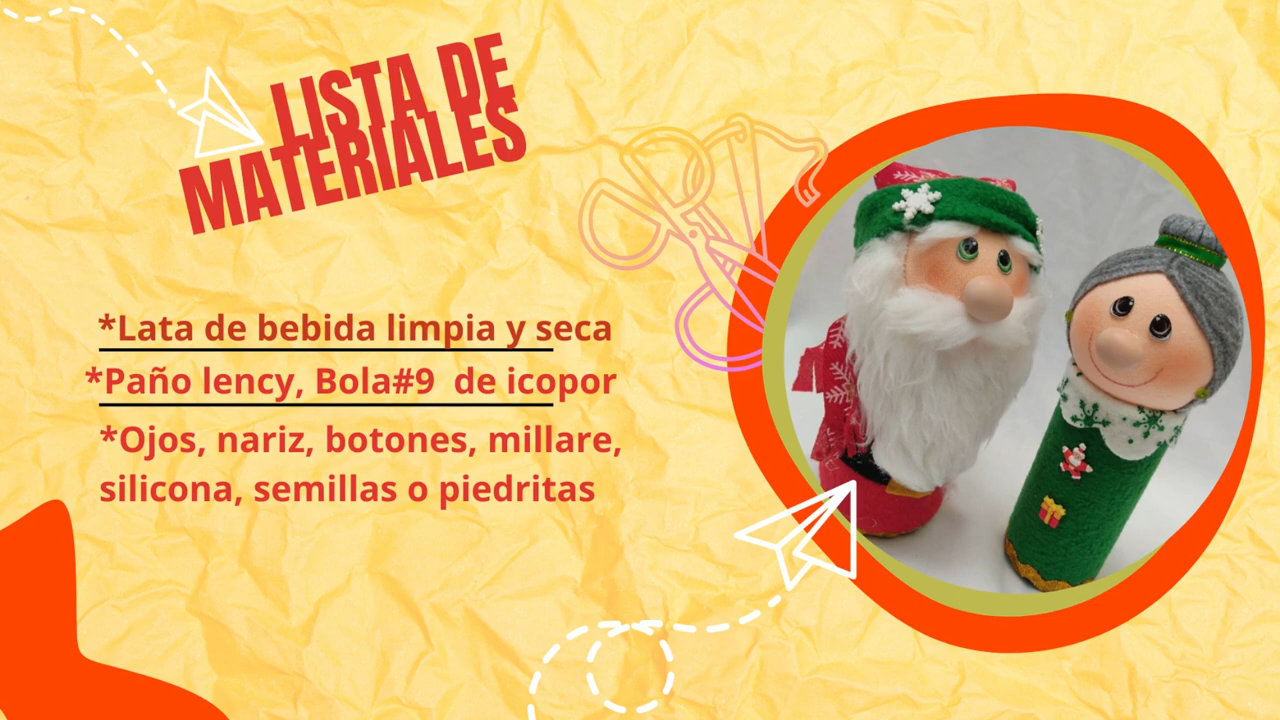 LISTA DE
MATERIALES
*Lata de bebida limpia y seca
*Paño lency, Bola#9 de icopor
*Ojos, nariz, botones, millare,
silicona, semillas o piedritas